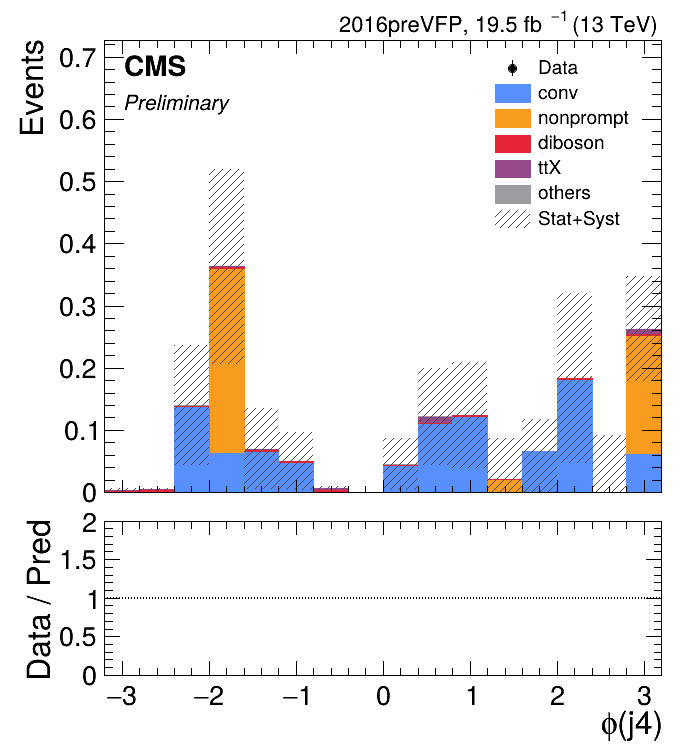 2016preVFP, 19.5 fb⁻¹ (13 TeV)
Events
0.7
0.6
0.5
0.4
0.3
0.2
0.1
0
CMS
Preliminary
Data
conv
nonprompt
diboson
ttX
others
Stat+Syst
Data / Pred
2
1.5
1
0.5
0
−3 −2 −1 0 1 2 3
ϕ(j4)